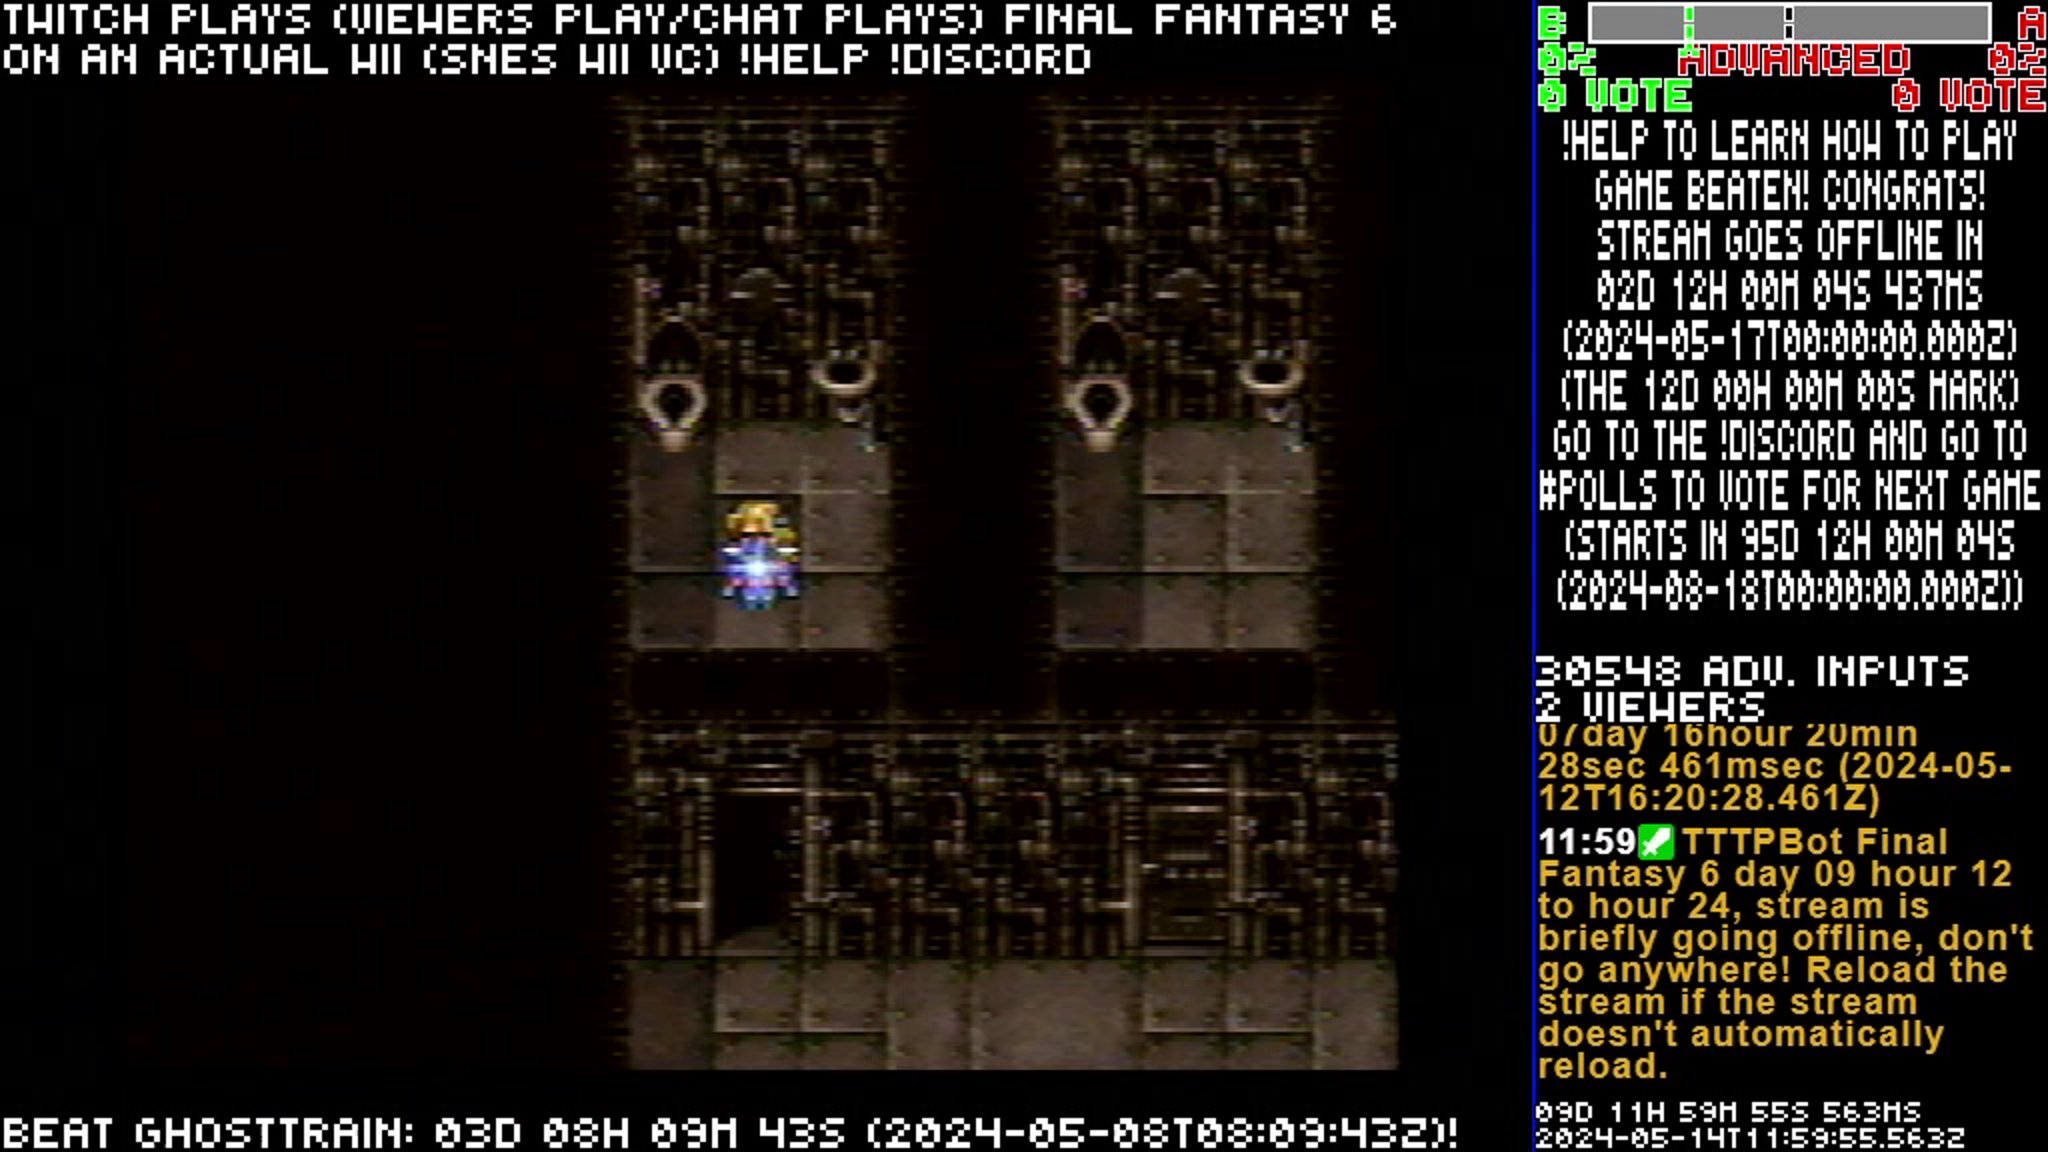 TWITCH PLAYS (VIEWERS PLAY/CHAT PLAYS) FINAL FANTASY 6
ON AN ACTUAL WII (SNES WII VC) !HELP !DISCORD
B A
0% ADVANCED 0%
0 VOTE 0 VOTE
!HELP TO LEARN HOW TO PLAY
GAME BEATEN! CONGRATS!
STREAM GOES OFFLINE IN
02D 12H 00M 04S 437MS
(2024-05-17T00:00:00.000Z)
(THE 12D 00H 00M 00S MARK)
GO TO THE !DISCORD AND GO TO
#POLLS TO VOTE FOR NEXT GAME
(STARTS IN 95D 12H 00M 04S
(2024-08-18T00:00:00.000Z))
30548 ADV. INPUTS
2 VIEWERS
07day 16hour 20min
28sec 461msec (2024-05-
12T16:20:28.461Z)
11:59 TTTPBot Final
Fantasy 6 day 09 hour 12
to hour 24, stream is
briefly going offline, don't
go anywhere! Reload the
stream if the stream
doesn't automatically
reload.
09D 11H 59M 55S 563MS
2024-05-14T11:59:55.563Z
BEAT GHOSTTRAIN: 03D 08H 09M 43S (2024-05-08T08:09:43Z)!